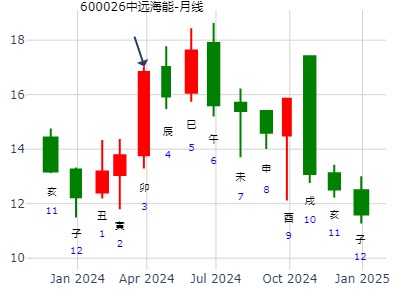 600026中远海能-月线
18
16
14
12
10
亥
11
子
12
丑
1
寅
2
卯
3
辰
4
巳
5
午
6
未
7
申
8
酉
9
戌
10
亥
11
子
12
Jan 2024
Apr 2024
Jul 2024
Oct 2024
Jan 2025